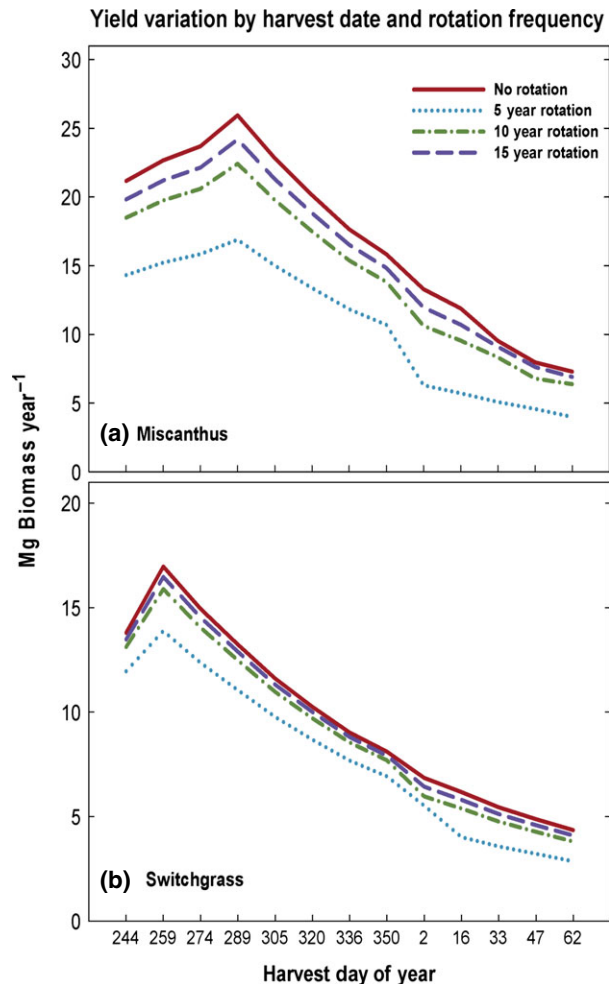 Yield variation by harvest date and rotation frequency
Mg Biomass year⁻¹
30
25
20
15
10
5
0
No rotation
5 year rotation
10 year rotation
15 year rotation
(a) Miscanthus
20
15
10
5
0
(b) Switchgrass
244 259 274 289 305 320 336 350 2 16 33 47 62
Harvest day of year